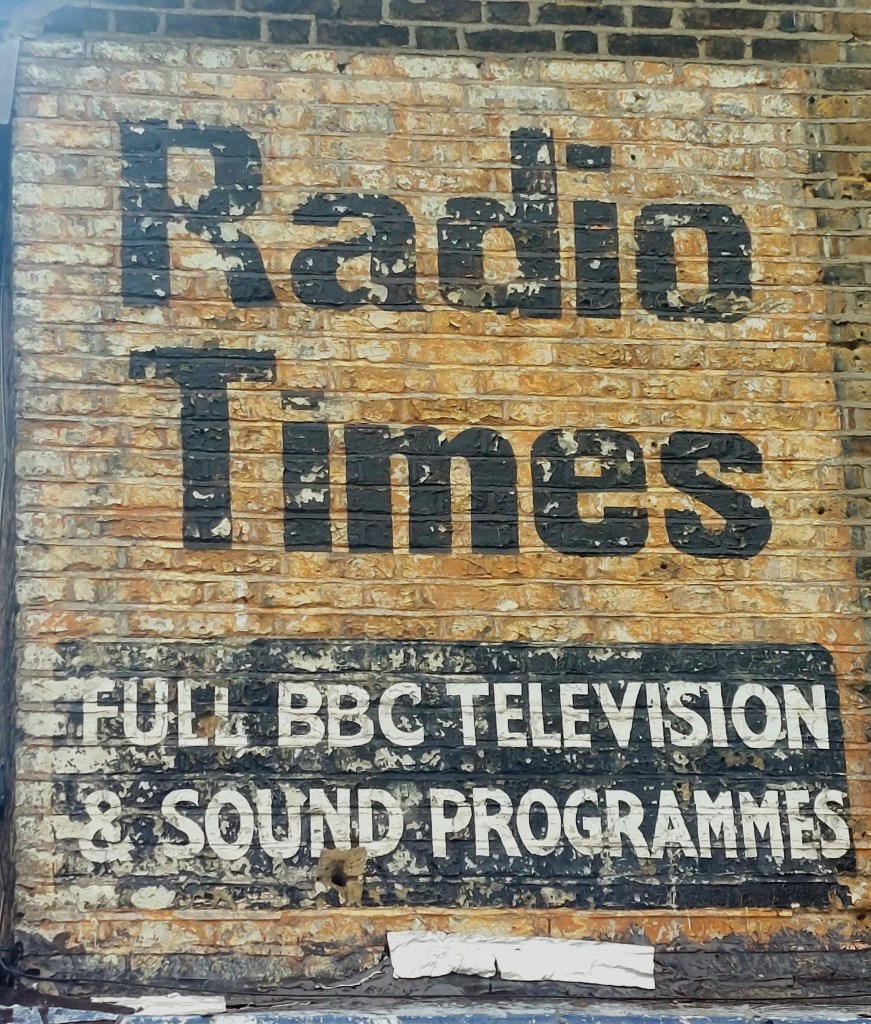 Radio
Times
FULL BBC TELEVISION
& SOUND PROGRAMMES